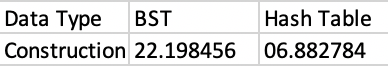 Data Type BST Hash Table
Construction 22.198456 06.882784